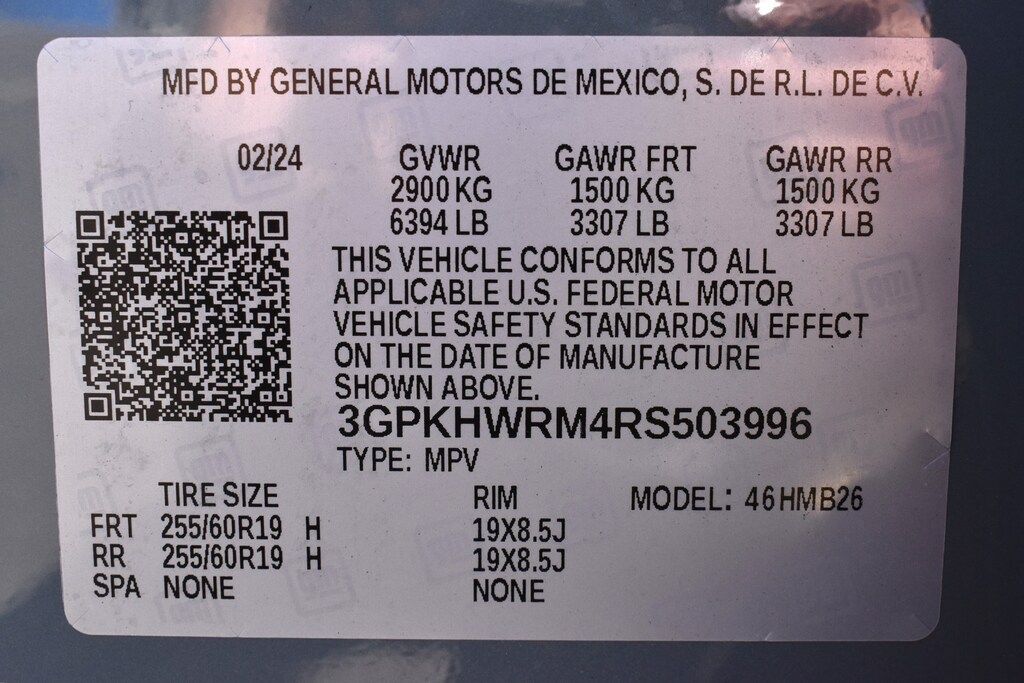 MFD BY GENERAL MOTORS DE MEXICO, S. DE R.L. DE C.V.
02/24 GVWR GAWR FRT GAWR RR
2900 KG 1500 KG 1500 KG
6394 LB 3307 LB 3307 LB
THIS VEHICLE CONFORMS TO ALL
APPLICABLE U.S. FEDERAL MOTOR
VEHICLE SAFETY STANDARDS IN EFFECT
ON THE DATE OF MANUFACTURE
SHOWN ABOVE.
3GPKHWRM4RS503996
TYPE: MPV
TIRE SIZE RIM MODEL: 46HMB26
FRT 255/60R19 H 19X8.5J
RR 255/60R19 H 19X8.5J
SPA NONE NONE